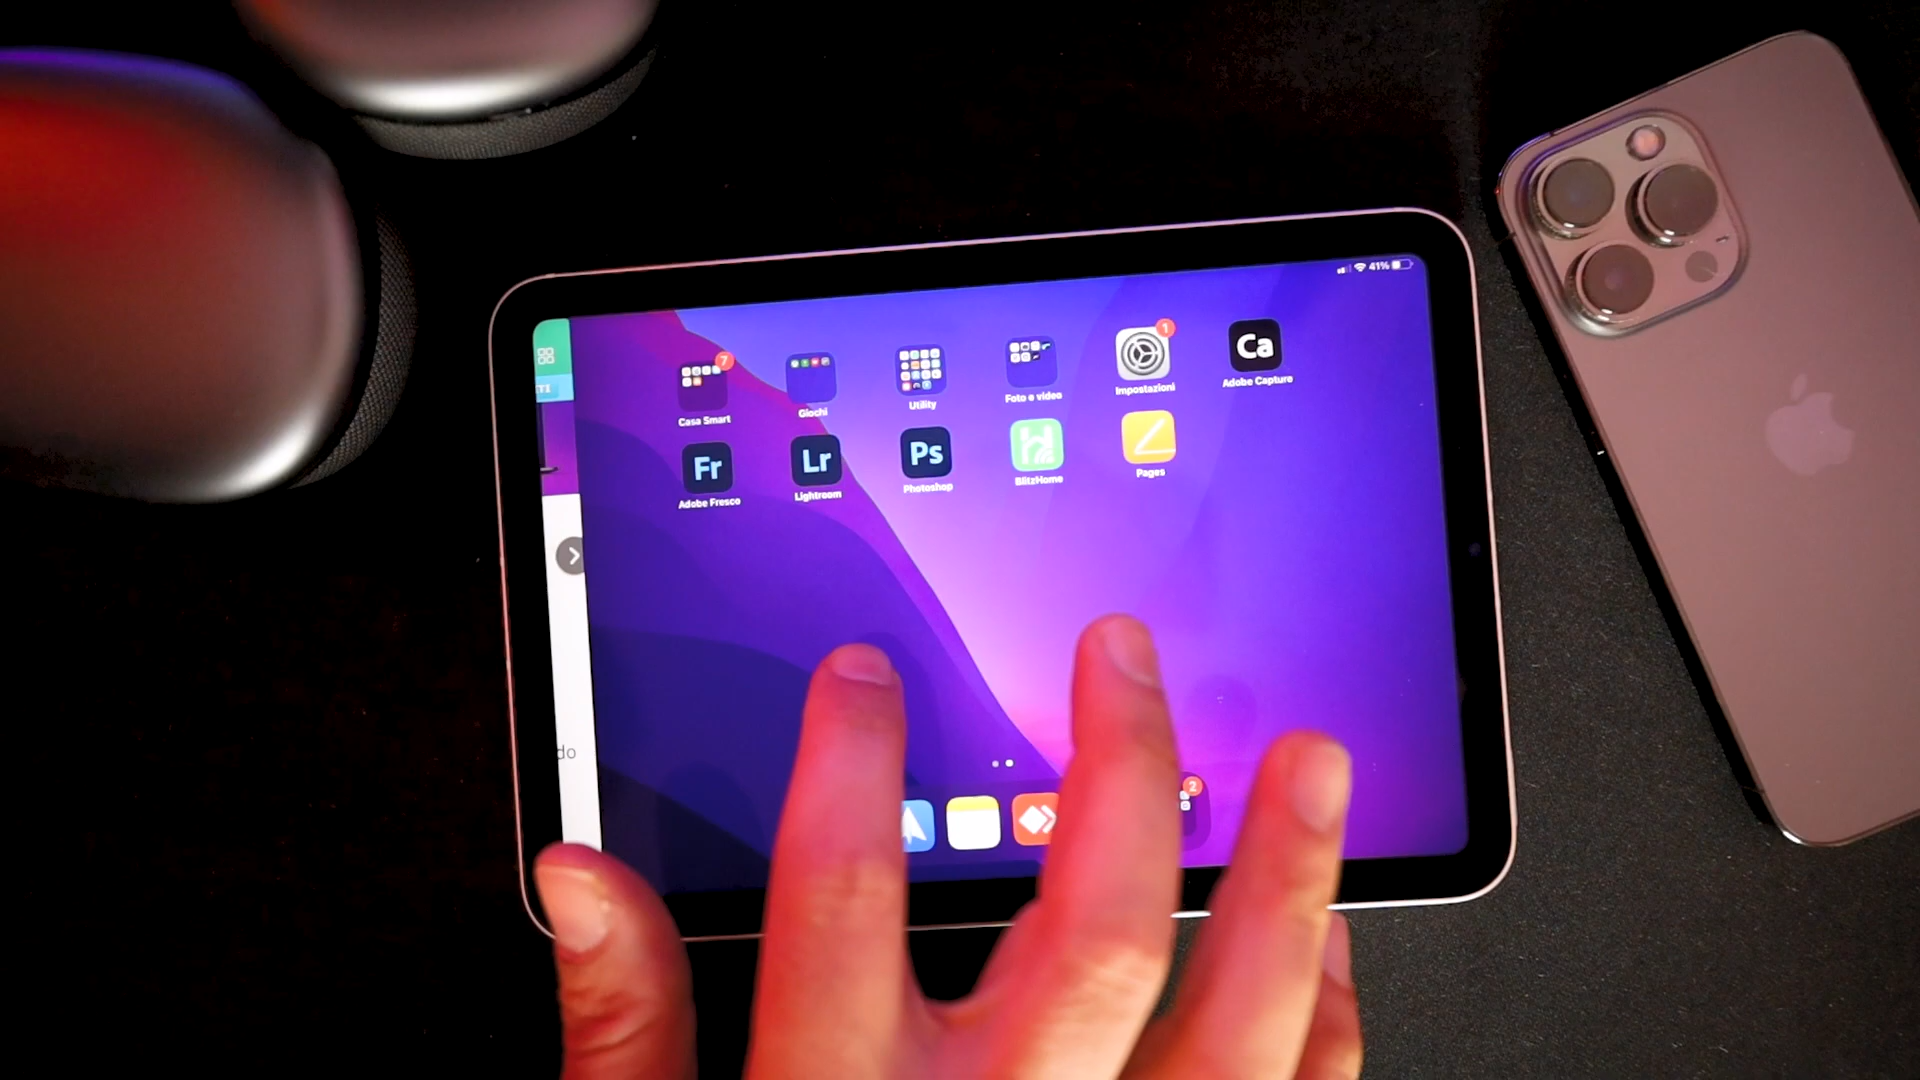 41%
TI
7
1
Casa Smart
Giochi
Utility
Foto e video
Impostazioni
Ca
Adobe Capture
Fr
Adobe Fresco
Lr
Lightroom
Ps
Photoshop
BlitzHome
Pages
do
2